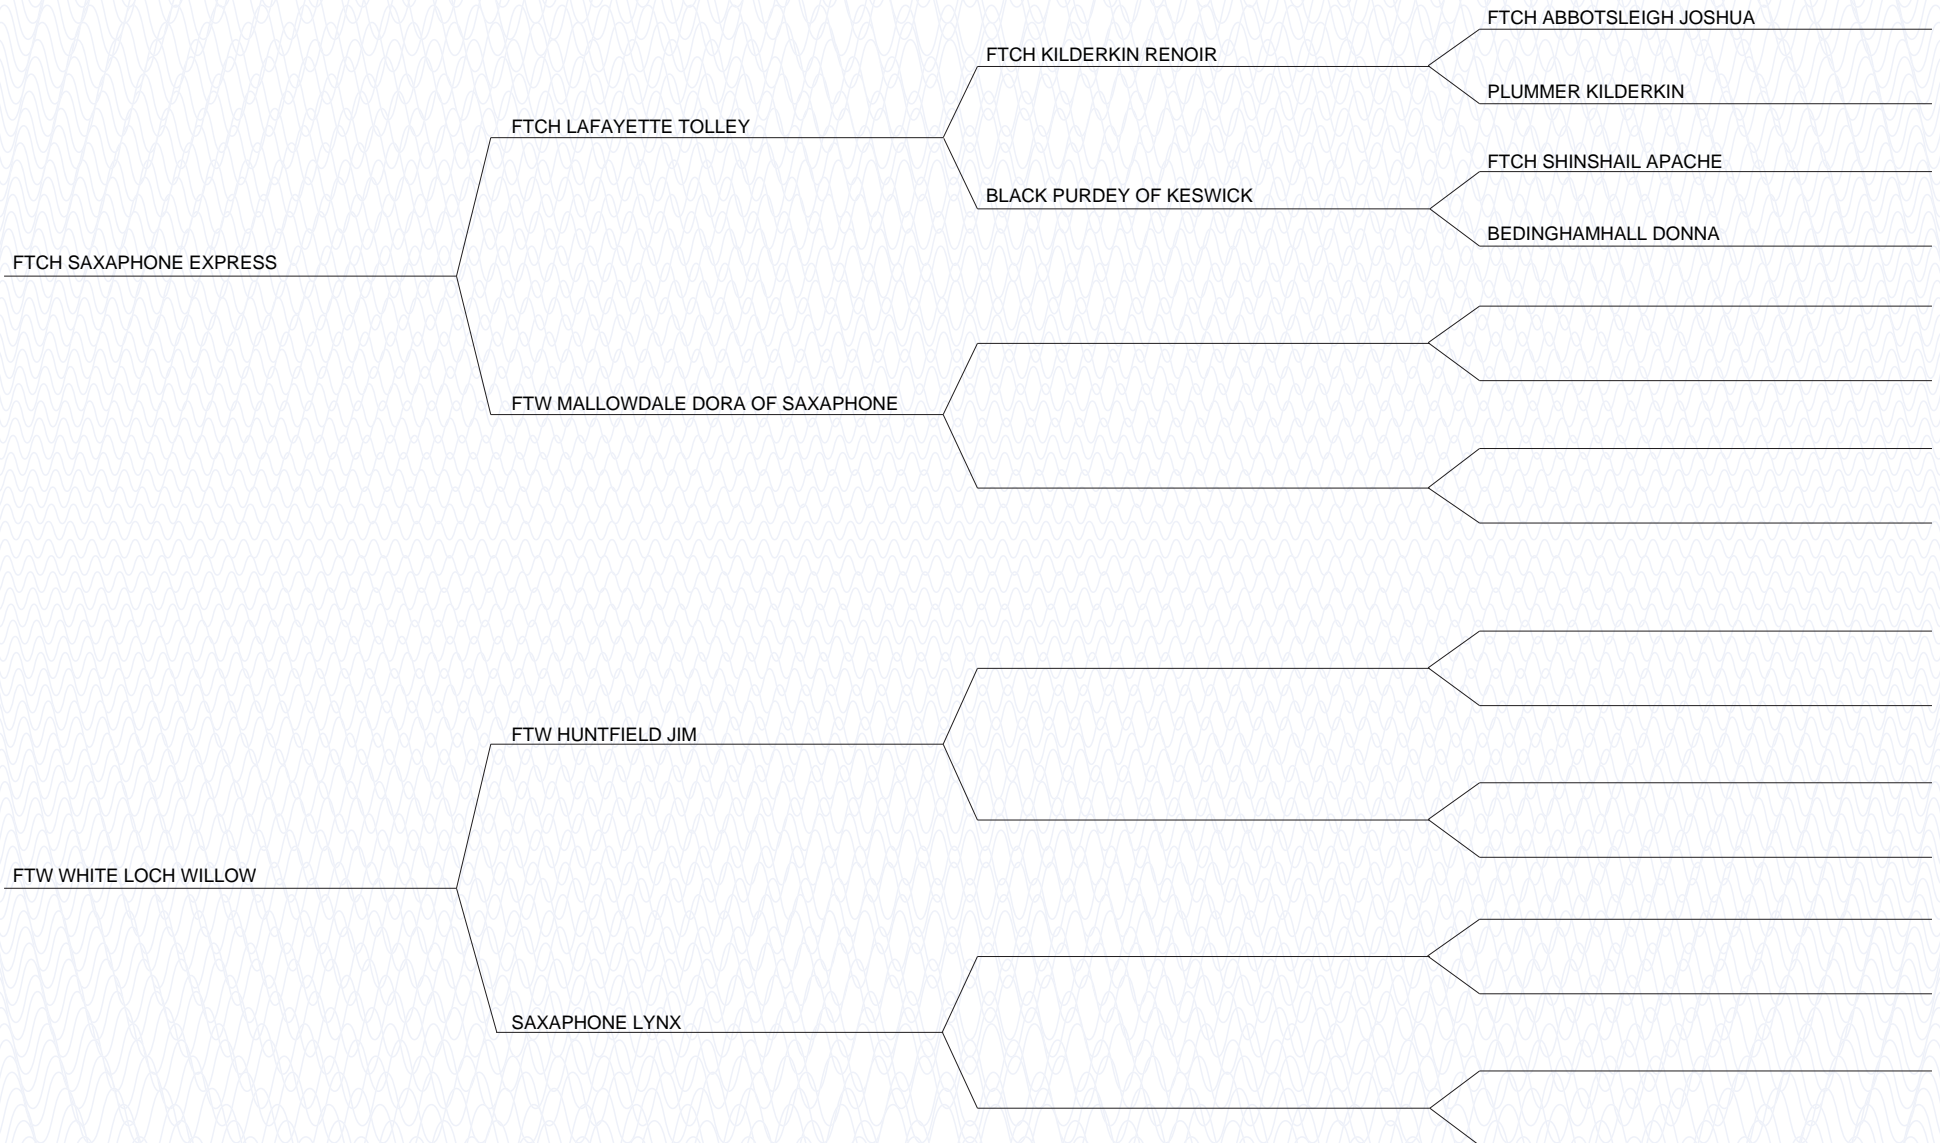 FTCH ABBOTSLEIGH JOSHUA
FTCH KILDERKIN RENOIR
PLUMMER KILDERKIN
FTCH LAFAYETTE TOLLEY
FTCH SHINSHAIL APACHE
BLACK PURDEY OF KESWICK
BEDINGHAMHALL DONNA
FTCH SAXAPHONE EXPRESS
FTW MALLOWDALE DORA OF SAXAPHONE
FTW HUNTFIELD JIM
FTW WHITE LOCH WILLOW
SAXAPHONE LYNX